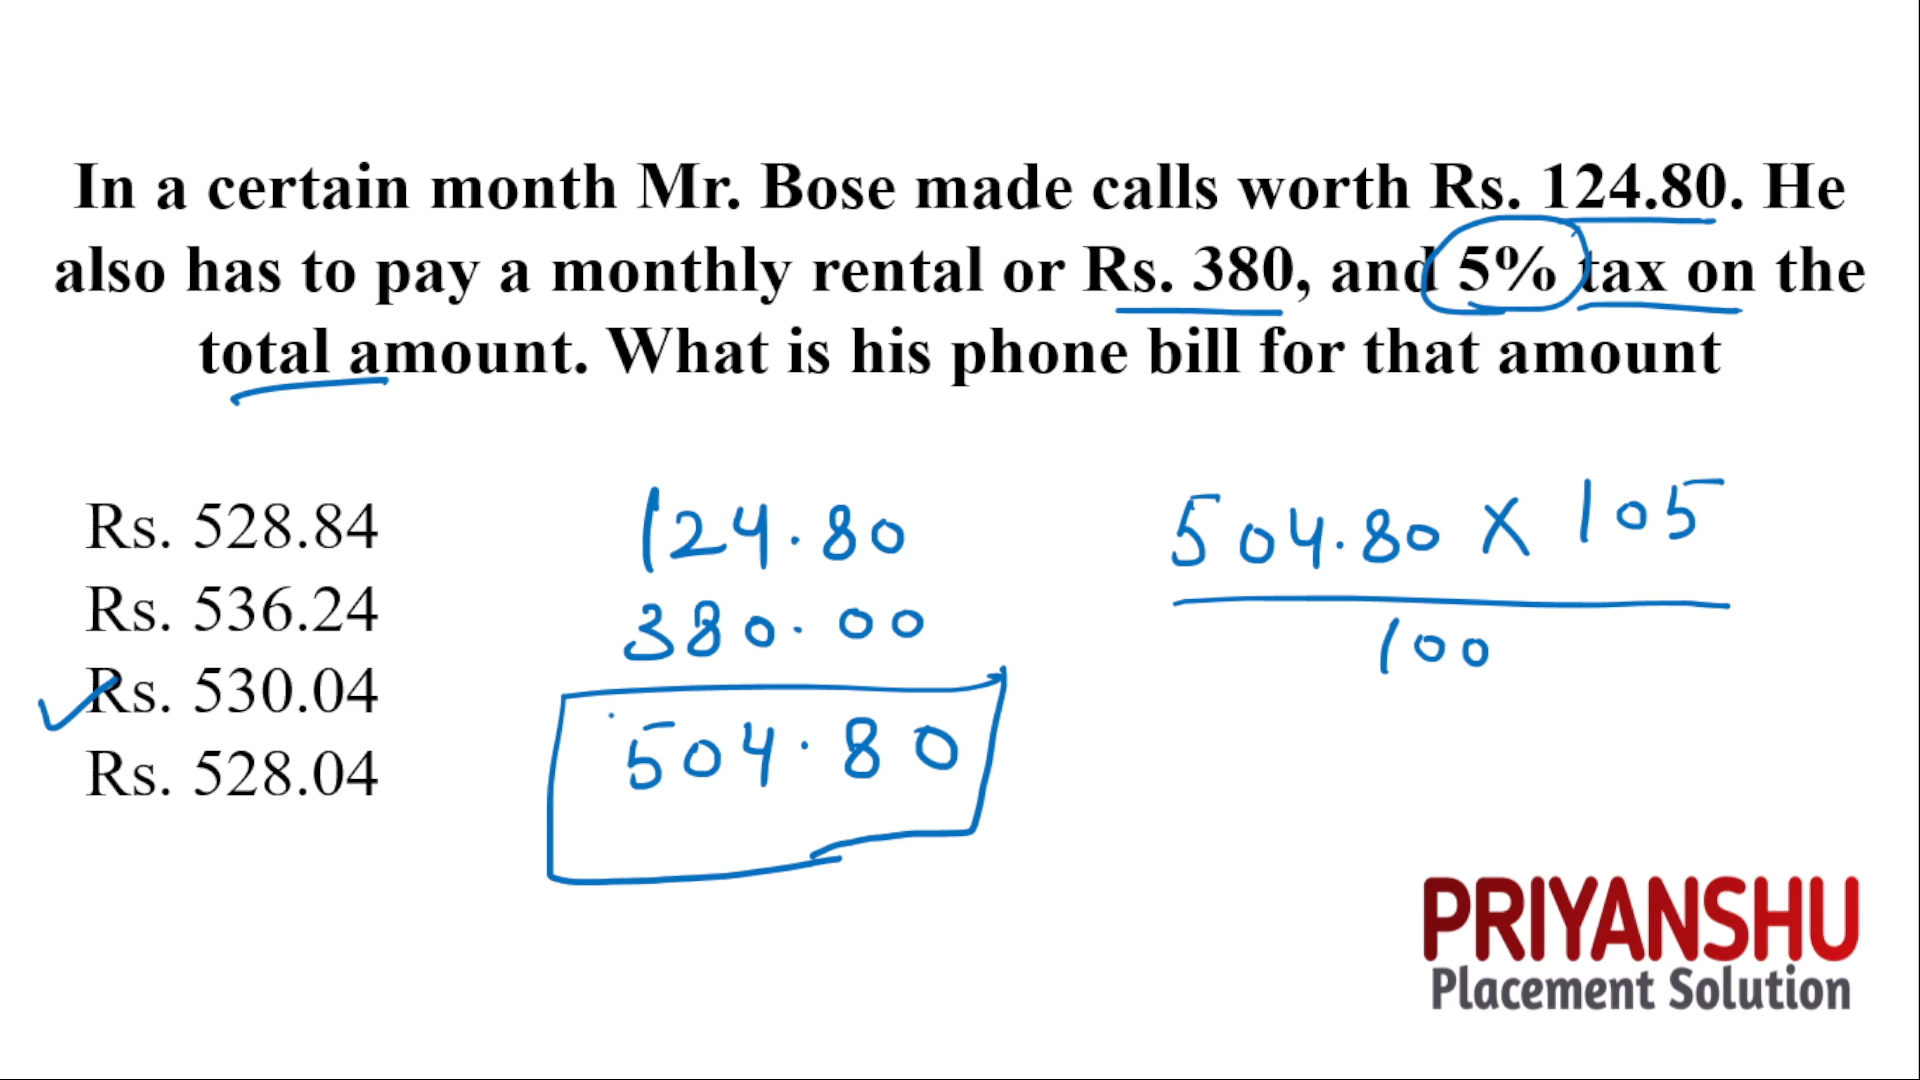 In a certain month Mr. Bose made calls worth Rs. 124.80. He
also has to pay a monthly rental or Rs. 380, and 5% tax on the
total amount. What is his phone bill for that amount
Rs. 528.84
Rs. 536.24
Rs. 530.04
Rs. 528.04
124.80
380.00
504.80
504.80 X 105
100
PRIYANSHU
Placement Solution